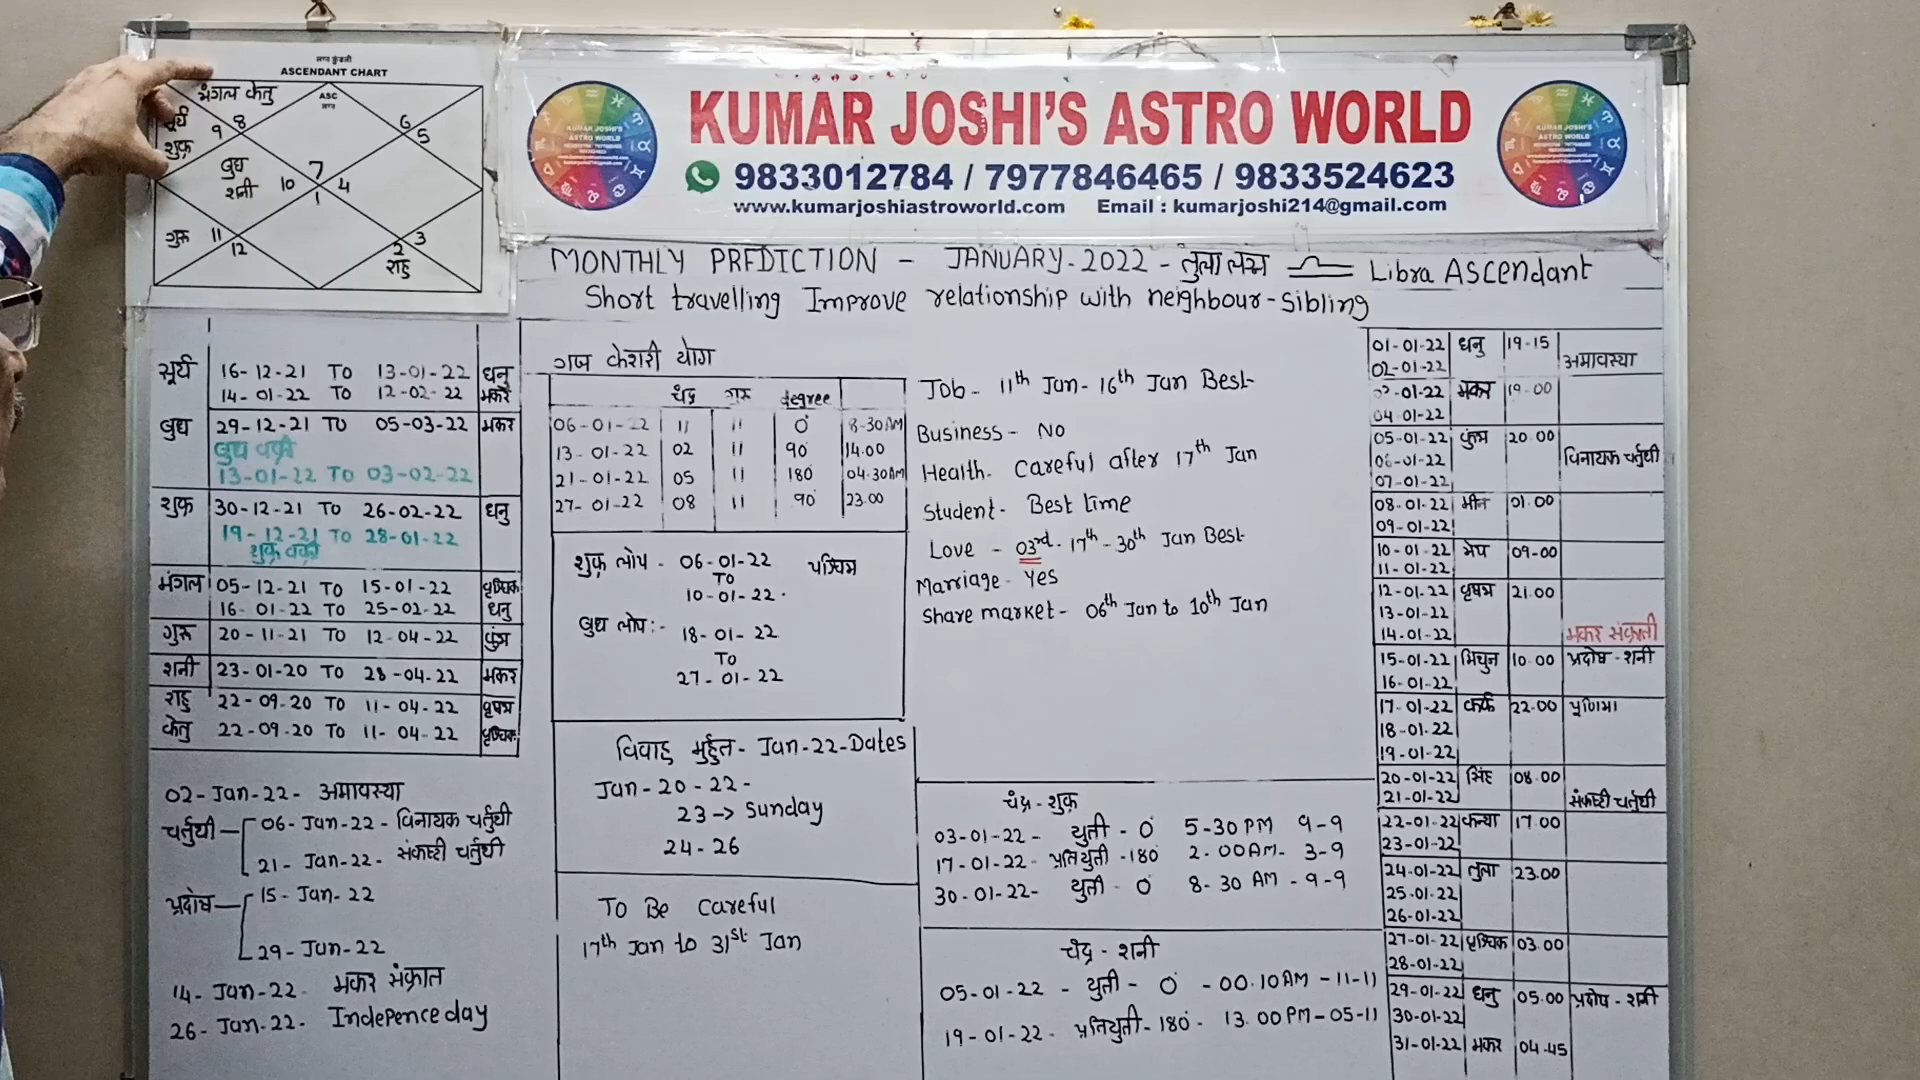 लग्न कुंडली
ASCENDANT CHART
ASC
लग्न
मंगल केतु
सूर्य
शुक्र
9 8
6
5
बुध
शनी 10
7
4
1
गुरु 11
12
3
2
राहु
KUMAR JOSHI'S ASTRO WORLD
9833012784 / 7977846465 / 9833524623
www.kumarjoshiastroworld.com Email : kumarjoshi214@gmail.com
KUMAR JOSHI'S
ASTRO WORLD
KUMAR JOSHI'S
ASTRO WORLD
MONTHLY PREDICTION - JANUARY-2022 - तुला लग्न ♎ Libra Ascendant
Short travelling Improve relationship with neighbour-Sibling
सूर्य 16-12-21 TO 13-01-22 धनु
14-01-22 TO 12-02-22 मकर
बुध 29-12-21 TO 05-03-22 मकर
बुध वक्री
13-01-22 TO 03-02-22
शुक्र 30-12-21 TO 26-02-22 धनु
19-12-21 TO 28-01-22
शुक्र वक्री
मंगल 05-12-21 TO 15-01-22 वृश्चिक
16-01-22 TO 25-02-22 धनु
गुरु 20-11-21 TO 12-04-22 कुंभ
शनी 23-01-20 TO 28-04-22 मकर
राहु 22-09-20 TO 11-04-22 वृषभ
केतु 22-09-20 TO 11-04-22 वृश्चिक
02-Jan-22- अमावस्या
चर्तुथी 06-Jan-22- विनायक चर्तुथी
21-Jan-22- संकष्टी चर्तुथी
प्रदोष 15-Jan-22
29-Jan-22
14-Jan-22- मकर संक्रात
26-Jan-22- Indepence day
गज केशरी योग
चंद्र गुरु degree
06-01-22 11 11 0° 8-30AM
13-01-22 02 11 90° 14.00
21-01-22 05 11 180° 04.30AM
27-01-22 08 11 90° 23.00
शुक्र लोप - 06-01-22 पश्चिम
TO
10-01-22.
बुध लोप:- 18-01-22
TO
27-01-22
विवाह मुर्हुत- Jan-22-Dates
Jan-20-22-
23 → Sunday
24-26
To Be Careful
17th Jan to 31st Jan
Job- 11th Jan-16th Jan Best
Business- No
Health- Careful after 17th Jan
Student- Best time
Love - 03rd- 17th- 30th Jan Best
Marriage- Yes
Share market- 06th Jan to 10th Jan
चंद्र-शुक्र
03-01-22- युती - 0° 5-30 PM 9-9
17-01-22- प्रतियुती -180° 2.00AM- 3-9
30-01-22- युती - 0° 8-30 AM - 9-9
चंद्र - शनी
05-01-22 - युती - 0° - 00.10AM - 11-11
19-01-22- प्रतियुती-180°- 13.00PM-05-11
01-01-22 धनु 19-15
02-01-22 अमावस्या
-01-22 मकर 19-00
04-01-22
05-01-22 कुंभ 20.00
06-01-22 विनायक चर्तुथी
07-01-22
08-01-22 मीन 01.00
09-01-22
10-01-22 मेष 09-00
11-01-22
12-01-22 वृषभ 21.00
13-01-22
14-01-22 मकर संक्राती
15-01-22 मिथुन 10.00 प्रदोष-शनी
16-01-22
17-01-22 कर्क 22.00 पूर्णिमा
18-01-22
19-01-22
20-01-22 सिंह 08.00
21-01-22 संकष्टी चर्तुथी
22-01-22 कन्या 17.00
23-01-22
24-01-22 तुला 23.00
25-01-22
26-01-22
27-01-22 वृश्चिक 03.00
28-01-22
29-01-22 धनु 05.00 प्रदोष-शनी
30-01-22
31-01-22 मकर 04.45